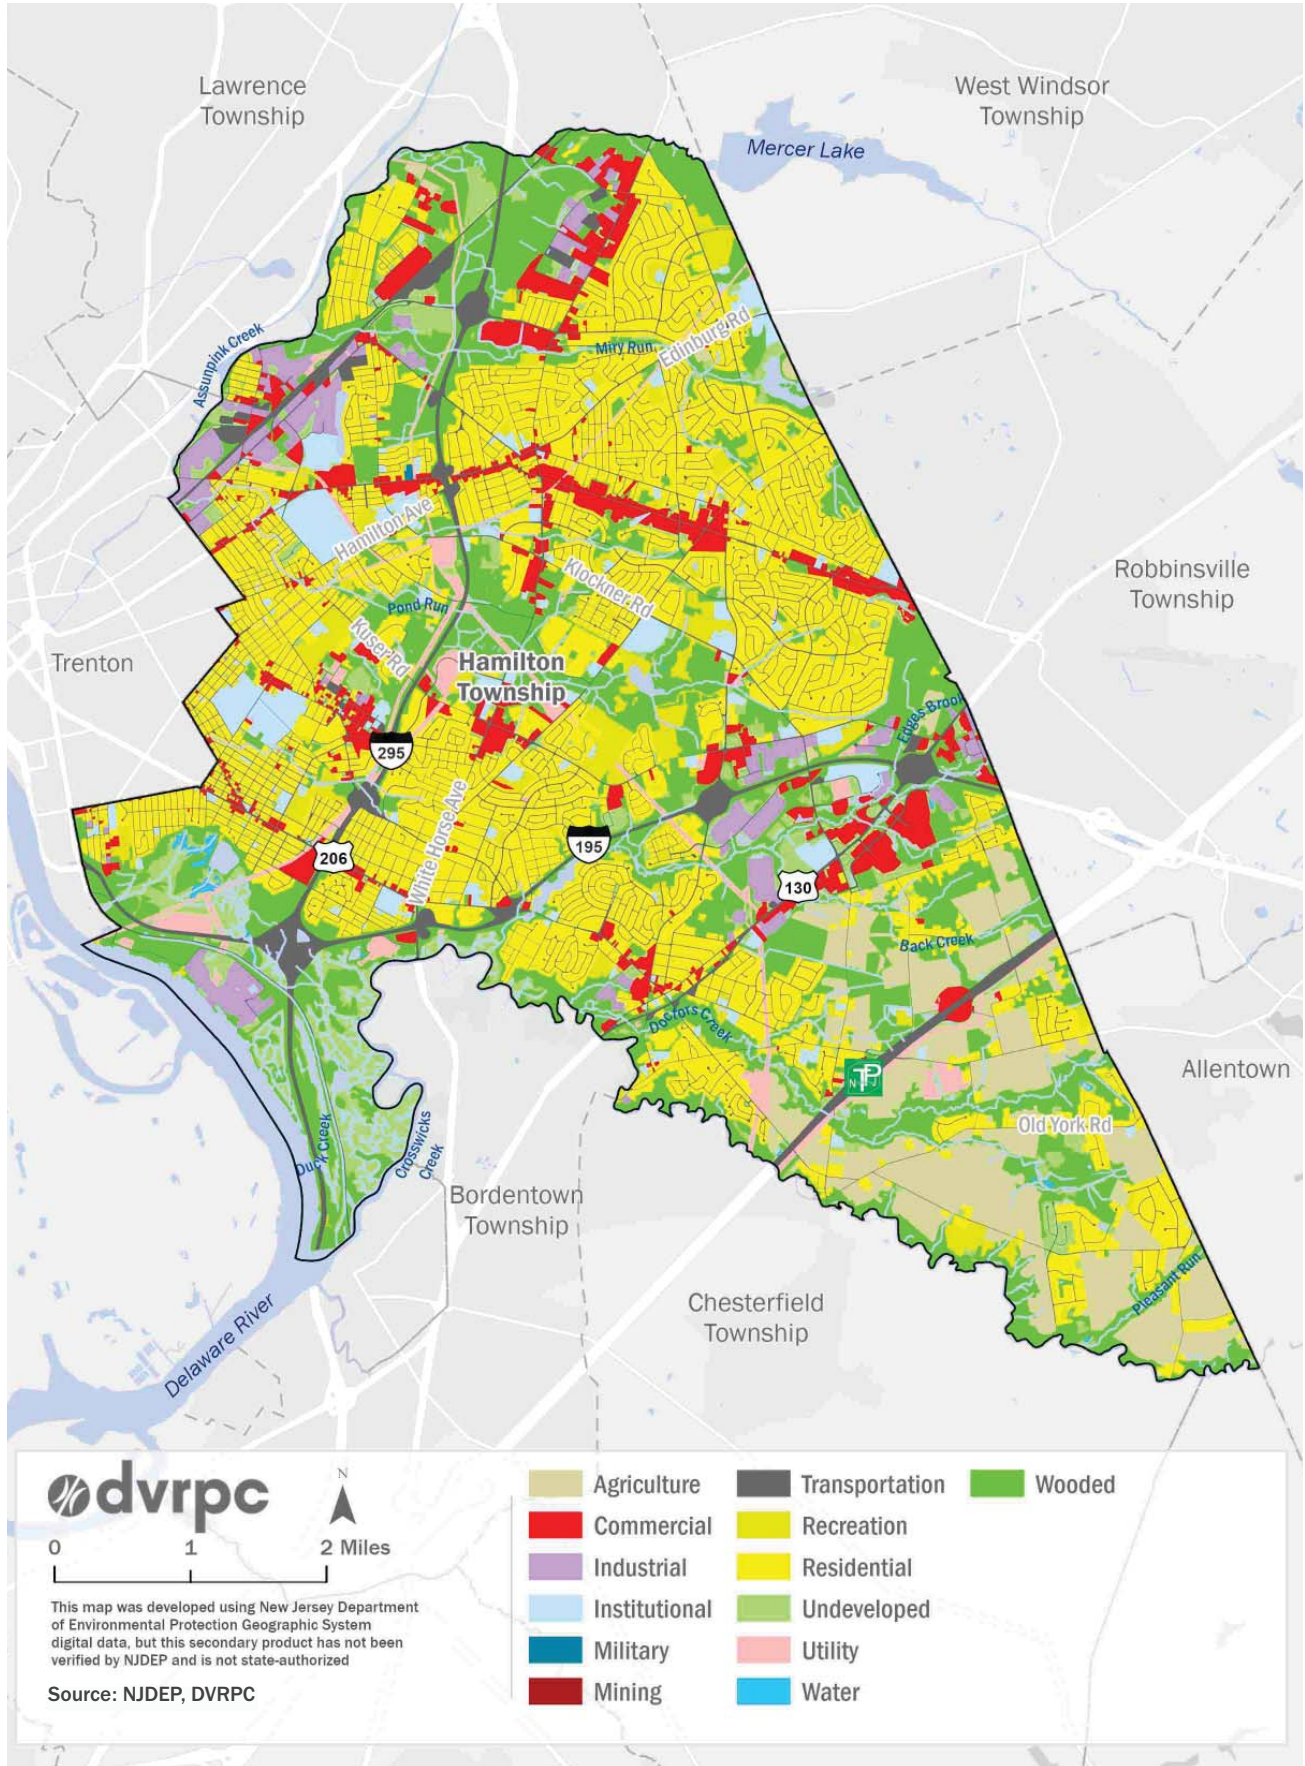 Lawrence
Township
West Windsor
Township
Mercer Lake
Assunpink Creek
Miry Run
Edinburg Rd
Hamilton Ave
Klockner Rd
Pond Run
Kuser Rd
Robbinsville
Township
Trenton
Hamilton
Township
Edges Brook
295
White Horse Ave
206
195
130
Back Creek
Doctors Creek
TP
NJ
Allentown
Old York Rd
Duck Creek
Crosswicks
Creek
Bordentown
Township
Pleasant Run
Chesterfield
Township
Delaware River
dvrpc
N
0 1 2 Miles
This map was developed using New Jersey Department
of Environmental Protection Geographic System
digital data, but this secondary product has not been
verified by NJDEP and is not state-authorized
Source: NJDEP, DVRPC
Agriculture
Commercial
Industrial
Institutional
Military
Mining
Transportation
Recreation
Residential
Undeveloped
Utility
Water
Wooded